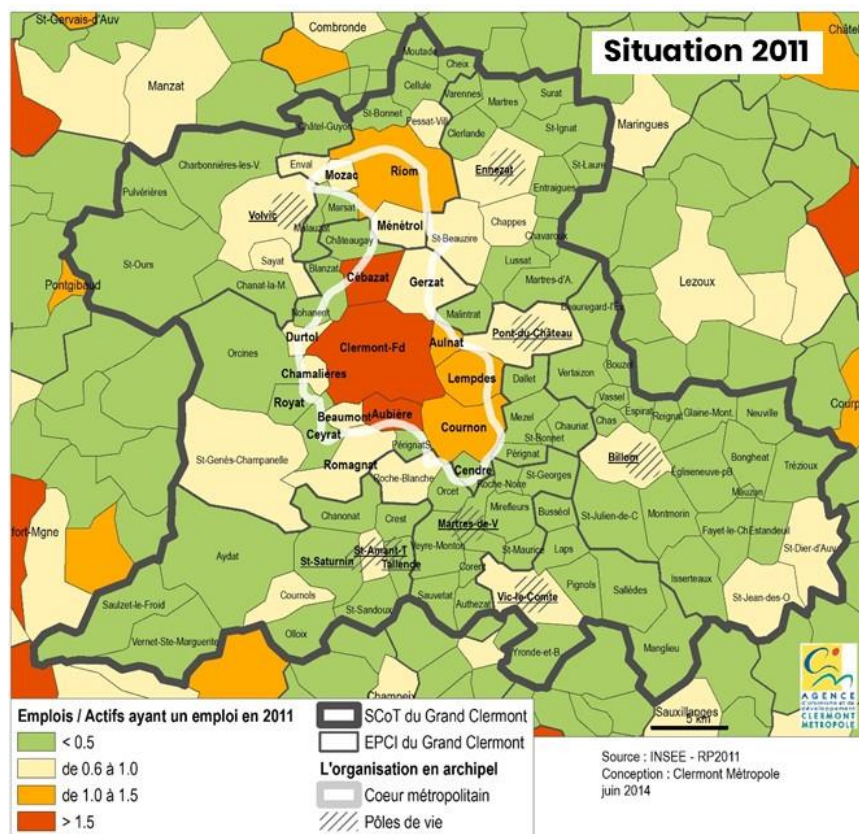 Situation 2011
St-Gervais-d'Auv
Combronde
Châtel
Moutade
Cheix
Manzat
Cellule
Varennes
Martres
Surat
St-Bonnet
Pessat-Vill
Maringues
Châtel-Guyon
Clerlande
St-Ignat
Charbonnières-les-V.
Enval
Mozac
Riom
Ennezat
St-Laure
Pulvérières
Entraigues
Volvic
Marsat
Malauzat
Ménétrol
Chappes
Châteaugay
St-Beauzire
Chavaroux
St-Ours
Sayat
Blanzat
Lussat
Lezoux
Pontgibaud
Chanat-la-M.
Cébazat
Gerzat
Martres-d'A.
Nohanent
Malintrat
Beauregard-l'Ev
Orcines
Durtol
Clermont-Fd
Aulnat
Pont-du-Château
Chamalières
Lempdes
Dallet
Vertaizon
Bouzel
Courp
Royat
Vassel
Beaumont
Aubière
Mezel
Chas
Espirat
Reignat
Glaine-Mont.
Neuville
Ceyrat
Cournon
Chauriat
St-Bonnet
PérignatS
Pérignat
Billom
Bongheat
St-Genès-Champanelle
Romagnat
Cendre
Égliseneuve-pB
Trézioux
Roche-Blanche
Roche-Noire
St-Georges
Mauzun
fort-Mgne
Orcet
Chanonat
Crest
Mirefleurs
Busséol
St-Julien-de-C
Montmorin
Martres-de-V
Fayet-le-Ch
Estandeuil
Aydat
St-Saturnin
St-Amant-T
Veyre-Monton
St-Maurice
Laps
St-Dier-d'Auv
Tallende
Corent
Isserteaux
Cournols
Vic-le-Comte
Pignols
Sallèdes
St-Jean-des-O
Saulzet-le-Froid
St-Sandoux
Sauvetat
Authezat
Olloix
Vernet-Ste-Marguerite
Yronde-et-B
Manglieu
Champeix
Sauxillanges
5 km
AGENCE
d'urbanisme et de
développement
CLERMONT
MÉTROPOLE
Emplois / Actifs ayant un emploi en 2011
< 0.5
de 0.6 à 1.0
de 1.0 à 1.5
> 1.5
SCoT du Grand Clermont
EPCI du Grand Clermont
L'organisation en archipel
Coeur métropolitain
Pôles de vie
Source : INSEE - RP2011
Conception : Clermont Métropole
juin 2014